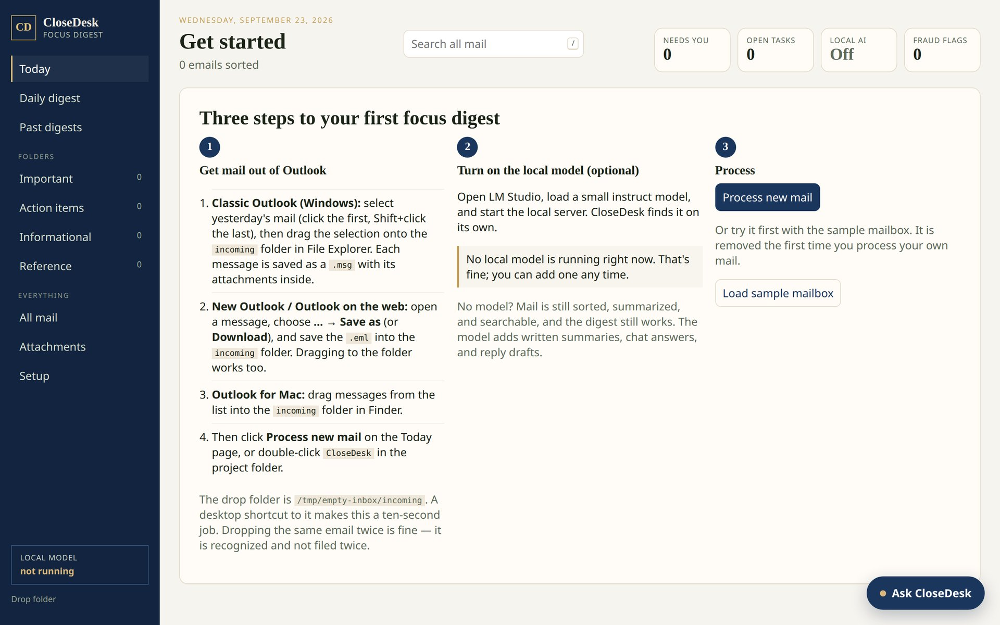 CD
CloseDesk
FOCUS DIGEST
Today
Daily digest
Past digests
FOLDERS
Important 0
Action items 0
Informational 0
Reference 0
EVERYTHING
All mail
Attachments
Setup
LOCAL MODEL
not running
Drop folder
WEDNESDAY, SEPTEMBER 23, 2026
Get started
0 emails sorted
Search all mail /
NEEDS YOU
0
OPEN TASKS
0
LOCAL AI
Off
FRAUD FLAGS
0
Three steps to your first focus digest
1
Get mail out of Outlook
1. Classic Outlook (Windows): select
yesterday's mail (click the first, Shift+click
the last), then drag the selection onto the
incoming folder in File Explorer. Each
message is saved as a .msg with its
attachments inside.
2. New Outlook / Outlook on the web: open
a message, choose ... → Save as (or
Download), and save the .eml into the
incoming folder. Dragging to the folder
works too.
3. Outlook for Mac: drag messages from the
list into the incoming folder in Finder.
4. Then click Process new mail on the Today
page, or double-click CloseDesk in the
project folder.
The drop folder is /tmp/empty-inbox/incoming. A
desktop shortcut to it makes this a ten-second
job. Dropping the same email twice is fine — it
is recognized and not filed twice.
2
Turn on the local model (optional)
Open LM Studio, load a small instruct model,
and start the local server. CloseDesk finds it on
its own.
No local model is running right now. That's
fine; you can add one any time.
No model? Mail is still sorted, summarized,
and searchable, and the digest still works. The
model adds written summaries, chat answers,
and reply drafts.
3
Process
Process new mail
Or try it first with the sample mailbox. It is
removed the first time you process your own
mail.
Load sample mailbox
Ask CloseDesk